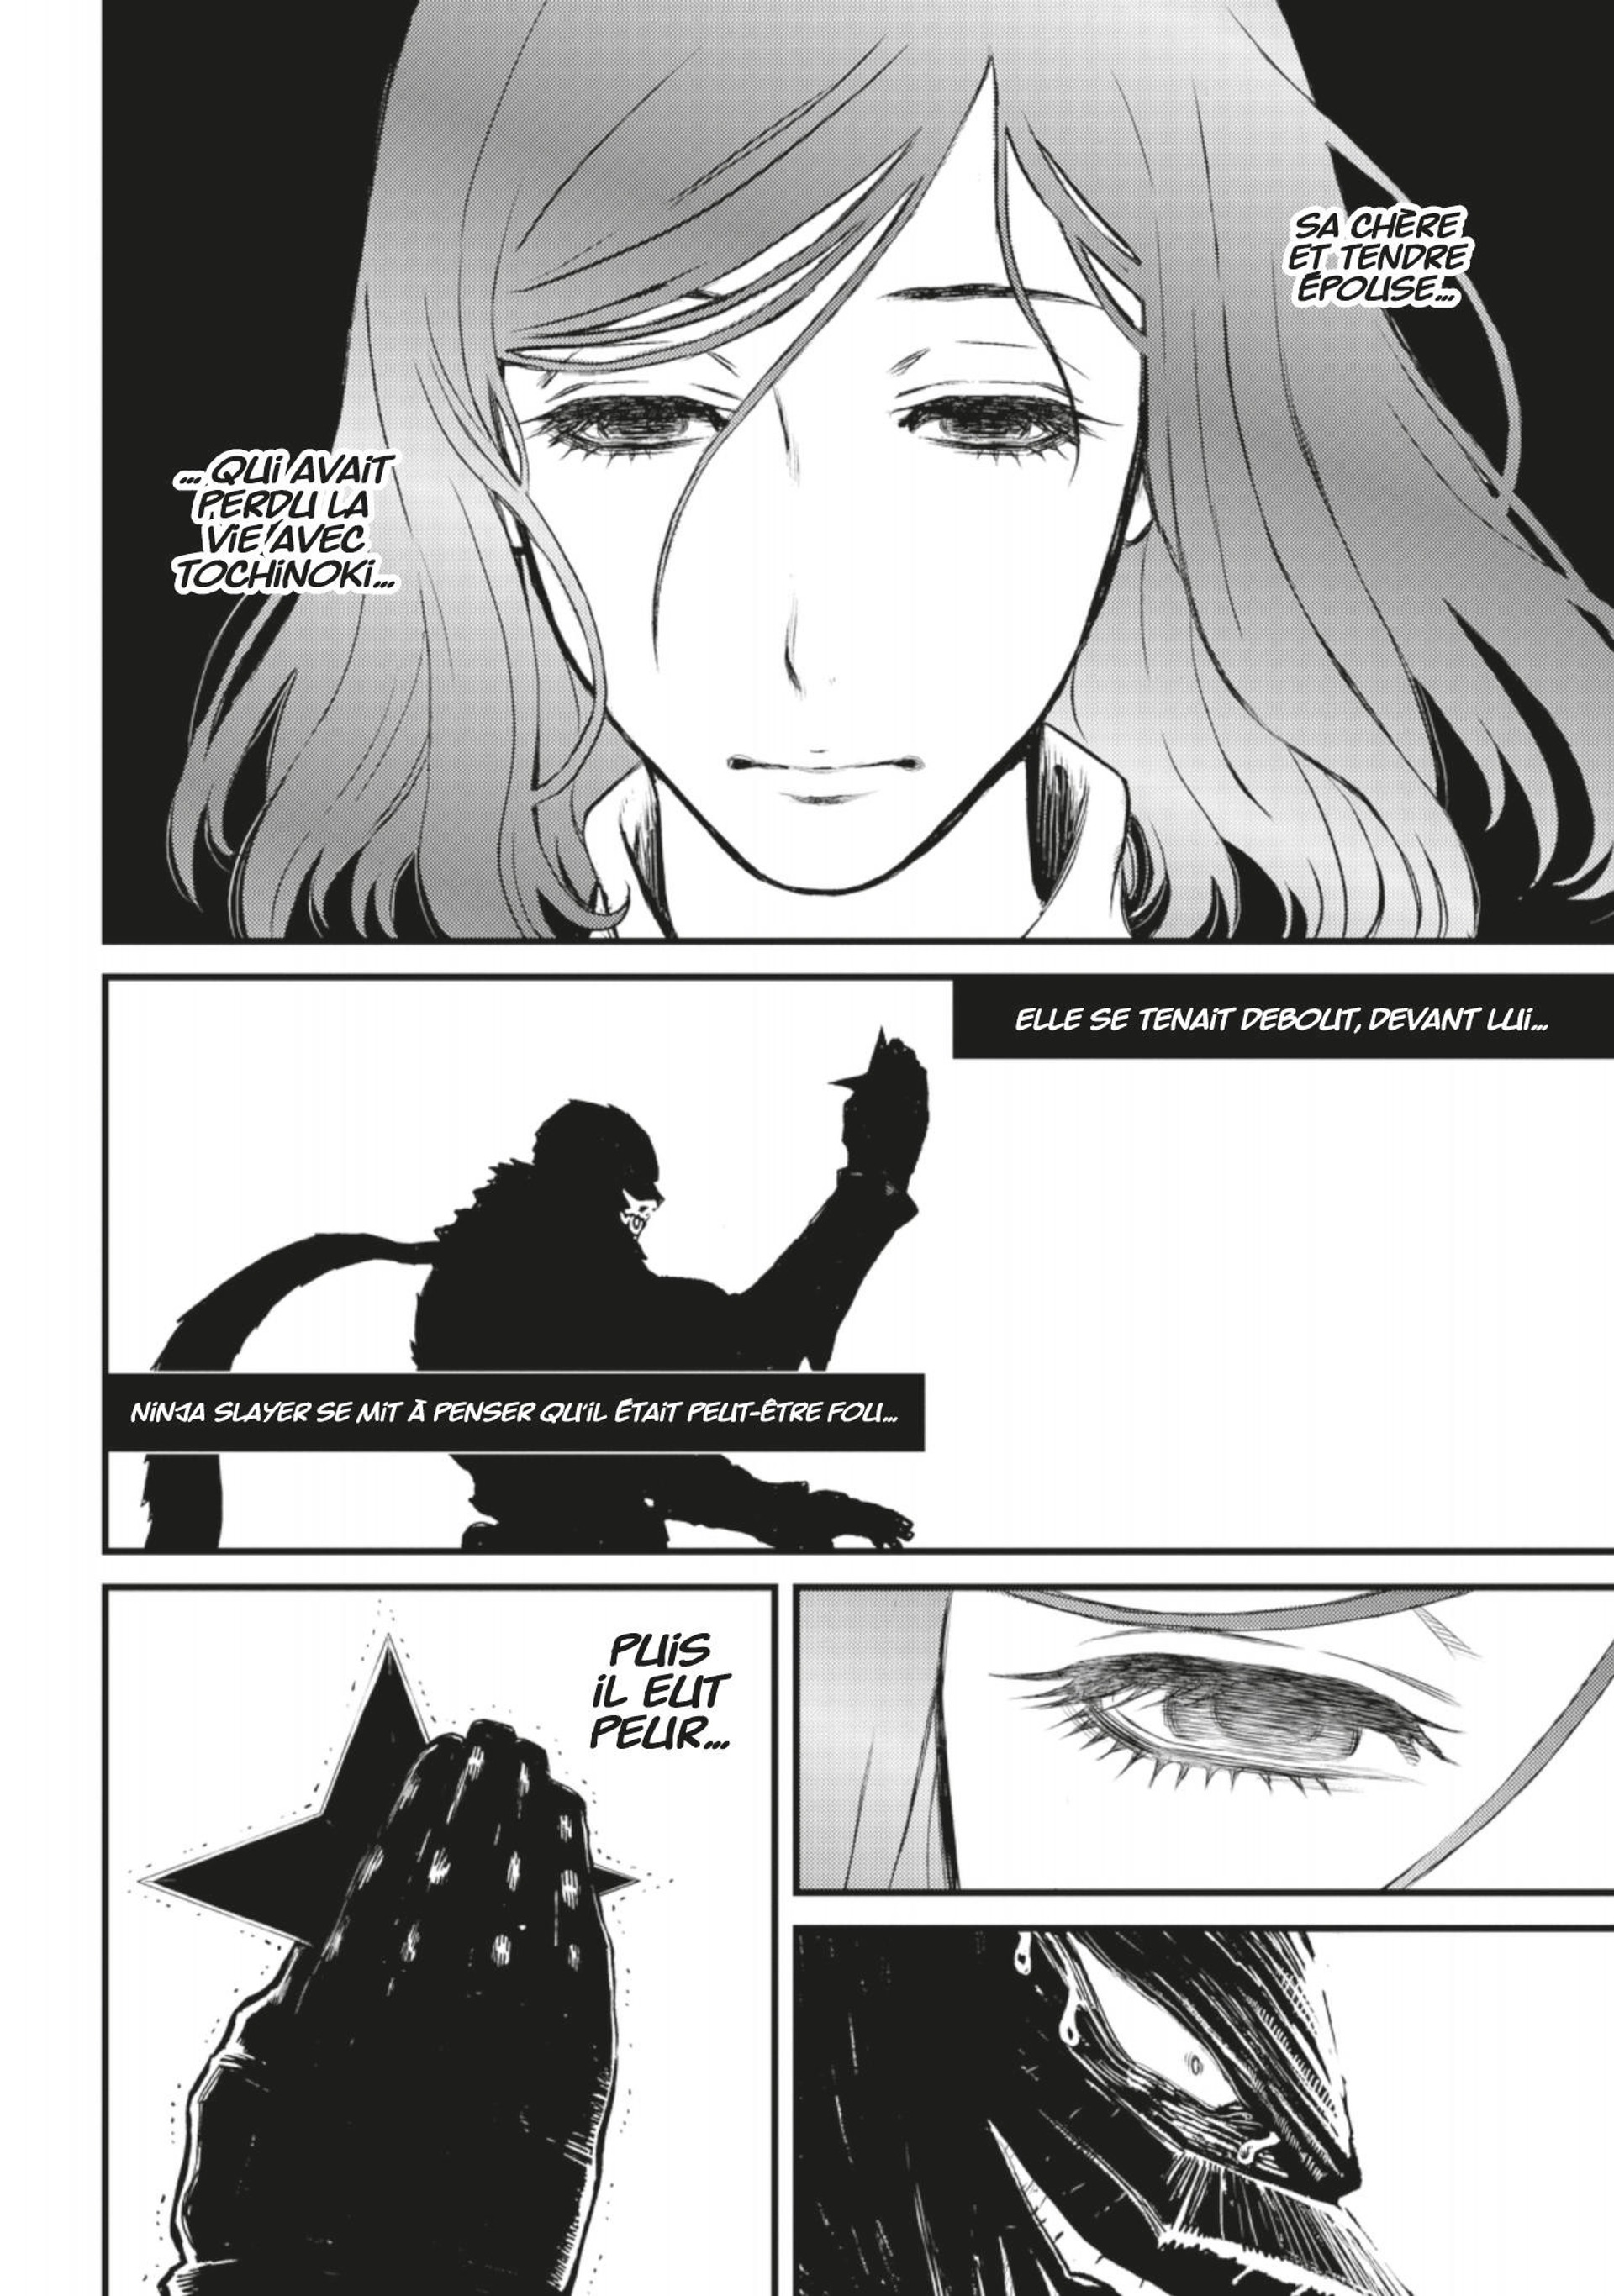 SA CHÈRE
ET TENDRE
ÉPOUSE...
... QUI AVAIT
PERDU LA
VIE AVEC
TOCHINOKI...
ELLE SE TENAIT DEBOUT, DEVANT LUI...
NINJA SLAYER SE MIT À PENSER QU'IL ÉTAIT PEUT-ÊTRE FOU...
PUIS
IL EUT
PEUR...